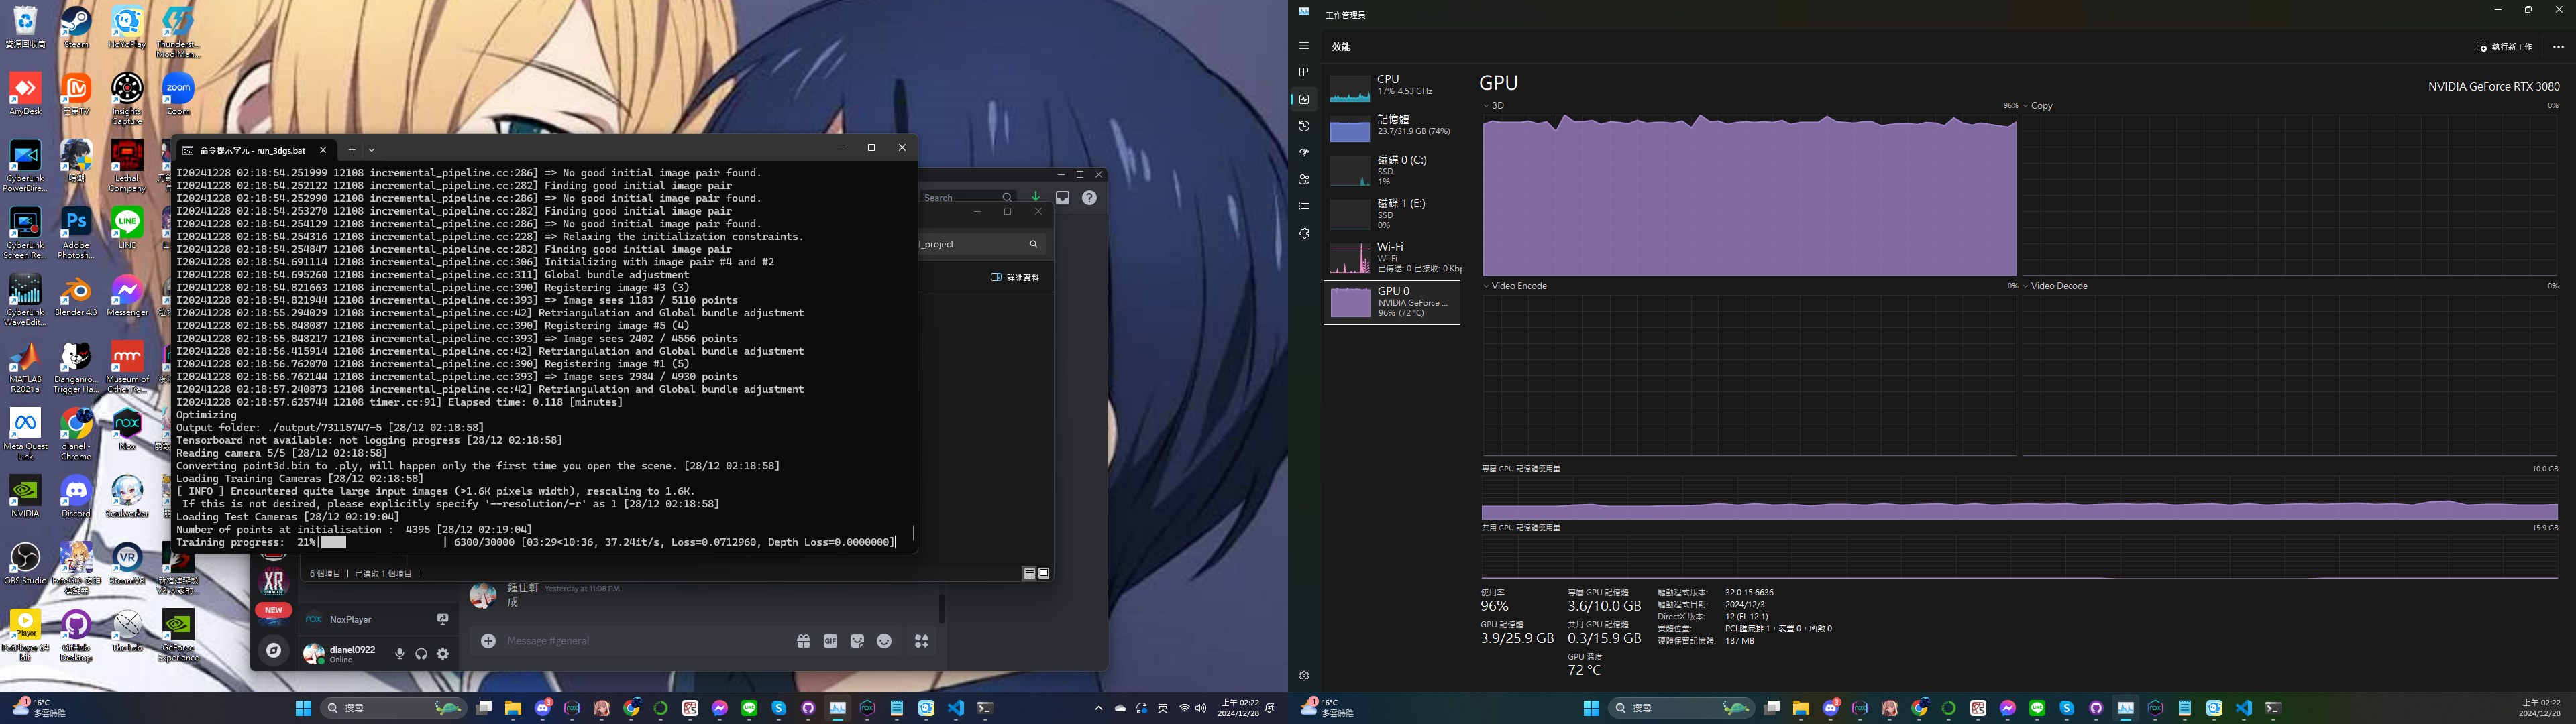 資源回收筒
Steam
HoYoPlay
Thunderst...
Mod Man...
AnyDesk
Insights
Capture
Zoom
CyberLink
PowerDire...
Lethal
Company
CyberLink
Screen Re...
Adobe
Photosh...
LINE
CyberLink
WaveEdit...
Blender 4.3
Messenger
MATLAB
R2021a
Danganro...
Trigger Ha...
Museum of
Other Re...
Meta Quest
Link
dianel -
Chrome
Nox
NVIDIA
Discord
Soulworker
OBS Studio
模擬器
SteamVR
PotPlayer 64
bit
GitHub
Desktop
The Lab
GeForce
Experience
命令提示字元 - run_3dgs.bat
I20241228 02:18:54.251999 12108 incremental_pipeline.cc:286] => No good initial image pair found.
I20241228 02:18:54.252122 12108 incremental_pipeline.cc:282] Finding good initial image pair
I20241228 02:18:54.252990 12108 incremental_pipeline.cc:286] => No good initial image pair found.
I20241228 02:18:54.253270 12108 incremental_pipeline.cc:282] Finding good initial image pair
I20241228 02:18:54.254129 12108 incremental_pipeline.cc:286] => No good initial image pair found.
I20241228 02:18:54.254316 12108 incremental_pipeline.cc:228] => Relaxing the initialization constraints.
I20241228 02:18:54.254847 12108 incremental_pipeline.cc:282] Finding good initial image pair
I20241228 02:18:54.691114 12108 incremental_pipeline.cc:306] Initializing with image pair #4 and #2
I20241228 02:18:54.695260 12108 incremental_pipeline.cc:311] Global bundle adjustment
I20241228 02:18:54.821663 12108 incremental_pipeline.cc:390] Registering image #3 (3)
I20241228 02:18:54.821944 12108 incremental_pipeline.cc:393] => Image sees 1183 / 5110 points
I20241228 02:18:55.294029 12108 incremental_pipeline.cc:42] Retriangulation and Global bundle adjustment
I20241228 02:18:55.848087 12108 incremental_pipeline.cc:390] Registering image #5 (4)
I20241228 02:18:55.848217 12108 incremental_pipeline.cc:393] => Image sees 2402 / 4556 points
I20241228 02:18:56.415914 12108 incremental_pipeline.cc:42] Retriangulation and Global bundle adjustment
I20241228 02:18:56.762070 12108 incremental_pipeline.cc:390] Registering image #1 (5)
I20241228 02:18:56.762144 12108 incremental_pipeline.cc:393] => Image sees 2984 / 4930 points
I20241228 02:18:57.240873 12108 incremental_pipeline.cc:42] Retriangulation and Global bundle adjustment
I20241228 02:18:57.625744 12108 timer.cc:91] Elapsed time: 0.118 [minutes]
Optimizing
Output folder: ./output/73115747-5 [28/12 02:18:58]
Tensorboard not available: not logging progress [28/12 02:18:58]
Reading camera 5/5 [28/12 02:18:58]
Converting point3d.bin to .ply, will happen only the first time you open the scene. [28/12 02:18:58]
Loading Training Cameras [28/12 02:18:58]
[ INFO ] Encountered quite large input images (>1.6K pixels width), rescaling to 1.6K.
If this is not desired, please explicitly specify '--resolution/-r' as 1 [28/12 02:18:58]
Loading Test Cameras [28/12 02:19:04]
Number of points at initialisation :  4395 [28/12 02:19:04]
Training progress:  21%| | 6300/30000 [03:29<10:36, 37.24it/s, Loss=0.0712960, Depth Loss=0.0000000]
Search
l_project
詳細資料
6 個項目 | 已選取 1 個項目 |
NEW
NoxPlayer
dianel0922
Online
鍾仼軒 Yesterday at 11:08 PM
成
Message #general
GIF
16°C
多雲時陰
搜尋
英
上午 02:22
2024/12/28
工作管理員
效能
執行新工作
CPU
17% 4.53 GHz
記憶體
23.7/31.9 GB (74%)
磁碟 0 (C:)
SSD
1%
磁碟 1 (E:)
SSD
0%
Wi-Fi
Wi-Fi
已傳送: 0 已接收: 0 Kbp
GPU 0
NVIDIA GeForce ...
96% (72 °C)
GPU
NVIDIA GeForce RTX 3080
3D 96%
Copy 0%
Video Encode 0%
Video Decode 0%
專屬 GPU 記憶體使用量 10.0 GB
共用 GPU 記憶體使用量 15.9 GB
使用率
96%
GPU 記憶體
3.9/25.9 GB
專屬 GPU 記憶體
3.6/10.0 GB
共用 GPU 記憶體
0.3/15.9 GB
GPU 溫度
72 °C
驅動程式版本: 32.0.15.6636
驅動程式日期: 2024/12/3
DirectX 版本: 12 (FL 12.1)
實體位置: PCI 匯流排 1，裝置 0，函數 0
硬體保留記憶體: 187 MB
16°C
多雲時陰
搜尋
上午 02:22
2024/12/28